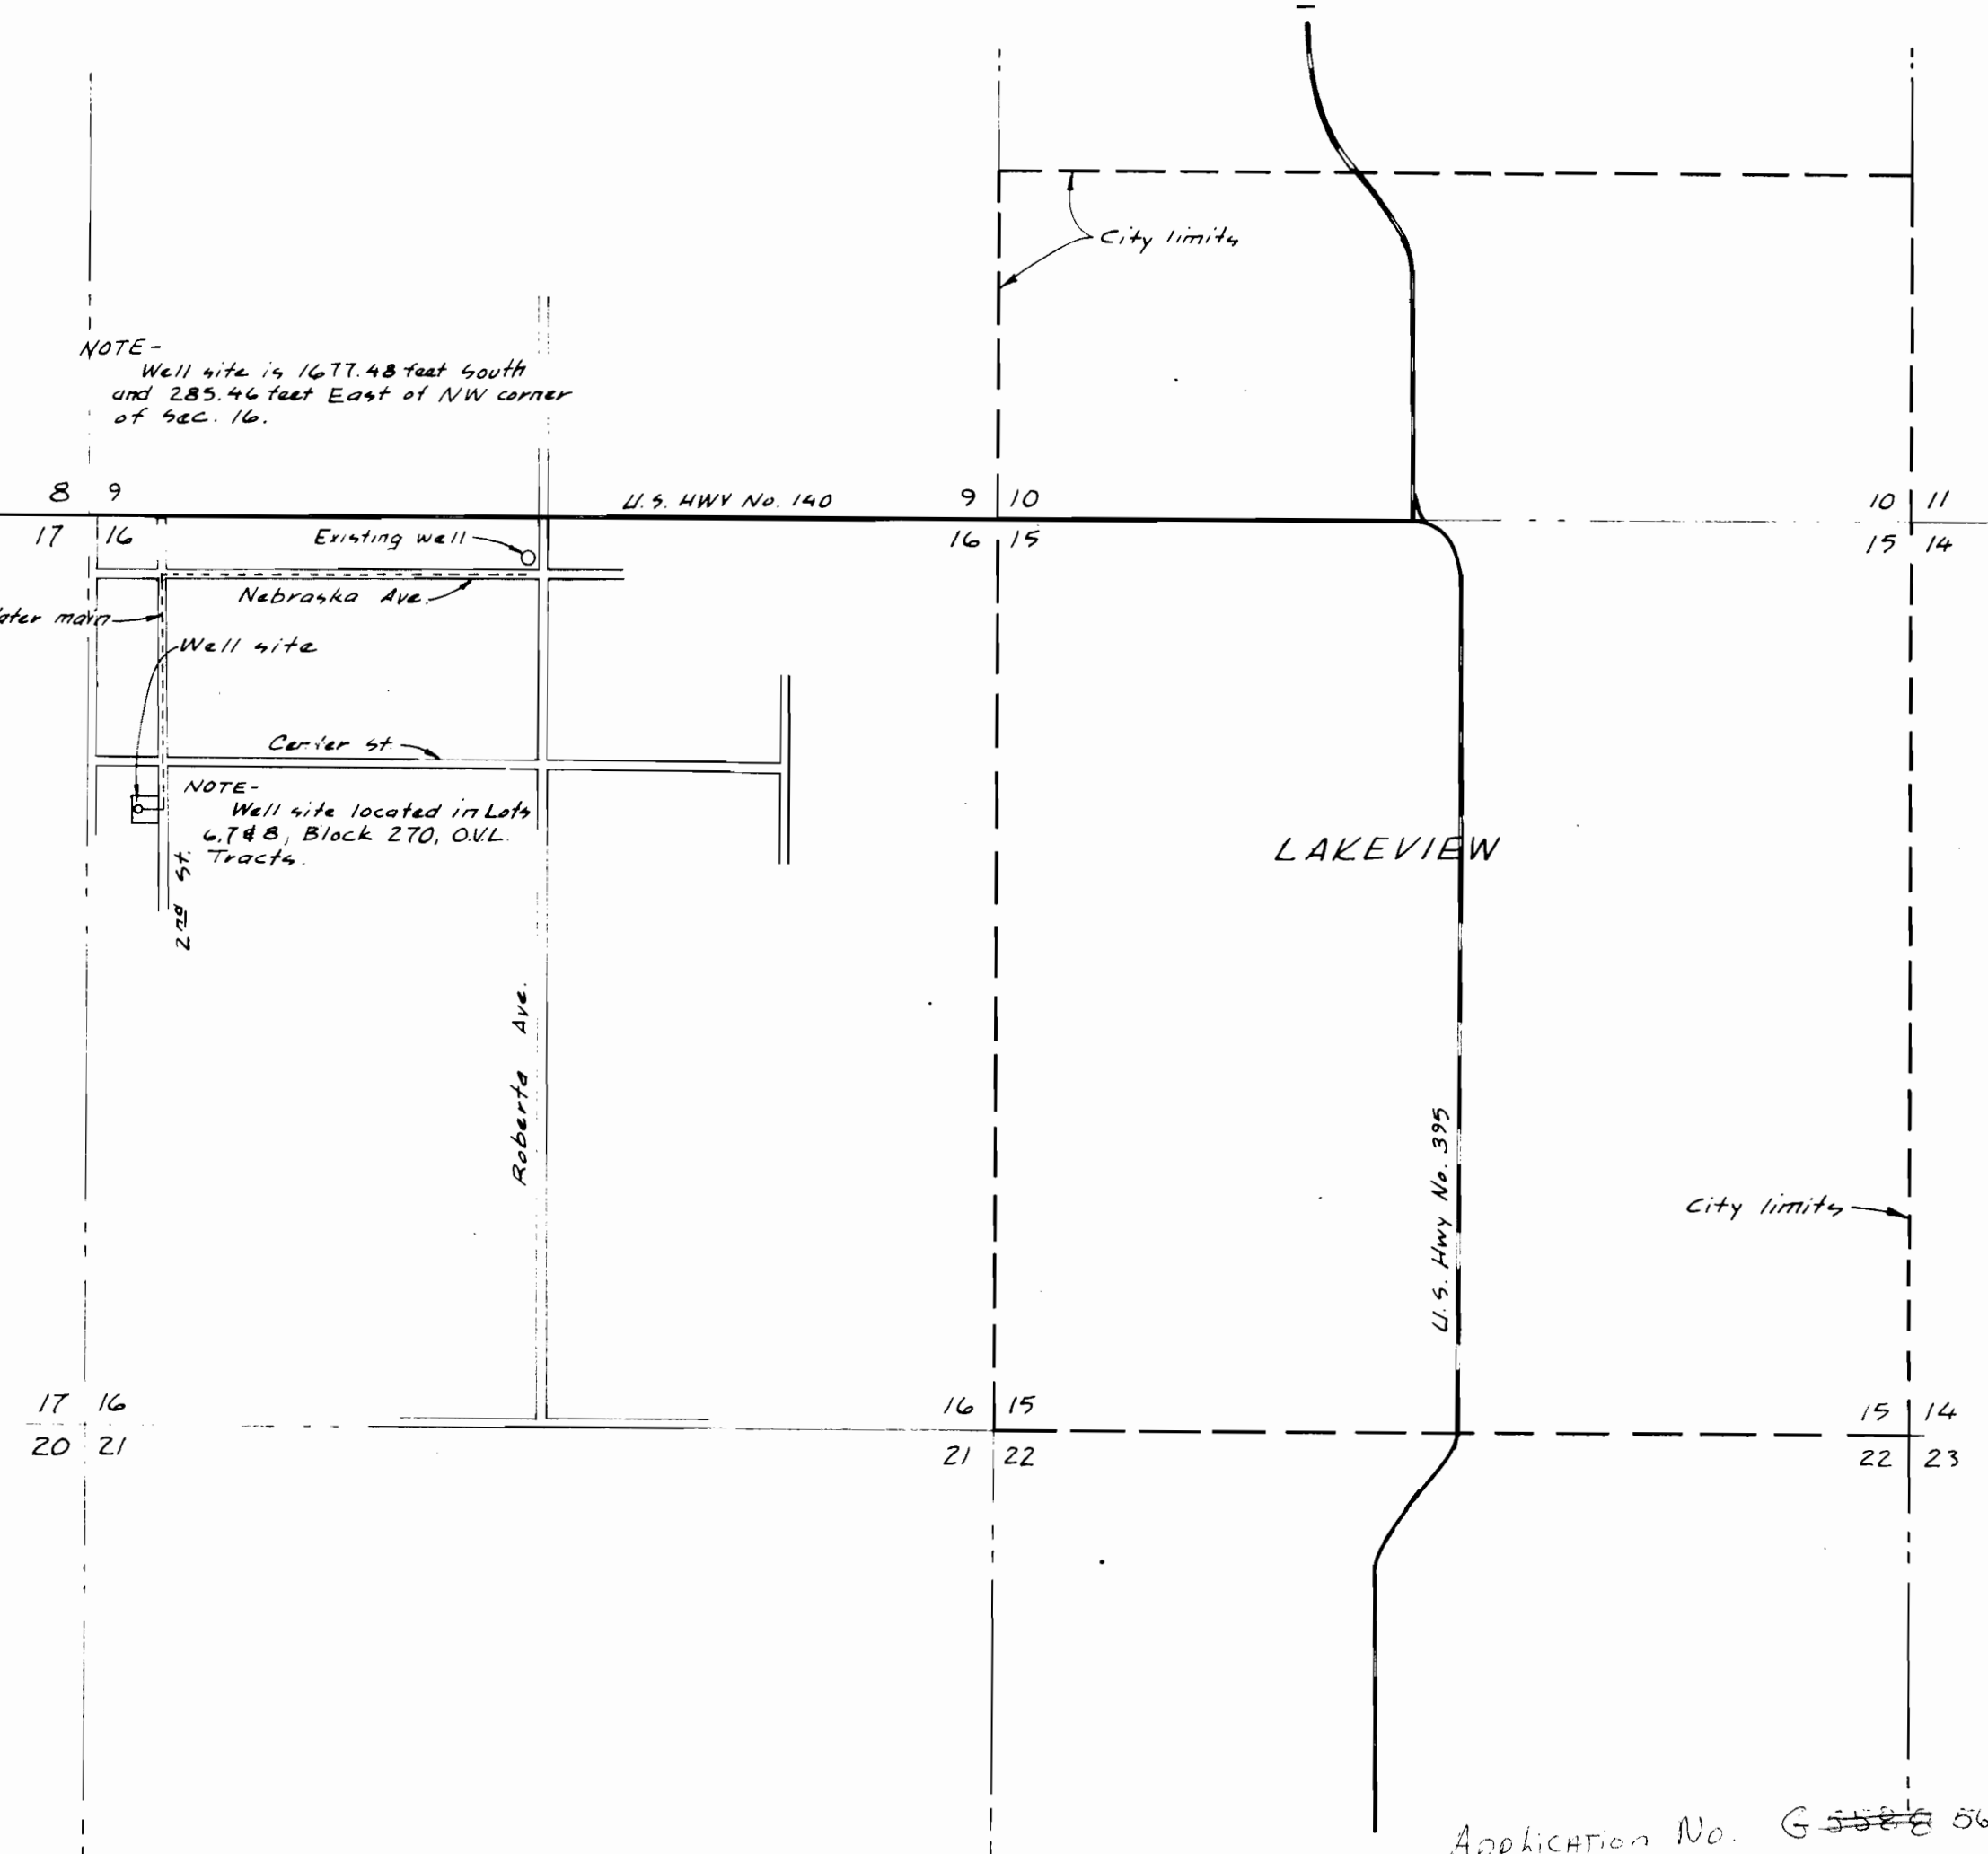 City limits
NOTE-
Well site is 1677.48 feet South
and 285.46 feet East of NW corner
of Sec. 16.
8 9
U.S. HWY No. 140
9 10
10 11
17 16
Existing well
16 15
15 14
Nebraska Ave.
main
Well site
Center St.
NOTE-
Well site located in Lots
6,7 & 8, Block 270, O.V.L.
Tracts.
2nd St.
LAKEVIEW
Roberta Ave.
U.S. Hwy No. 395
City limits
17 16
16 15
15 14
20 21
21 22
22 23
Application No. G 5588 56